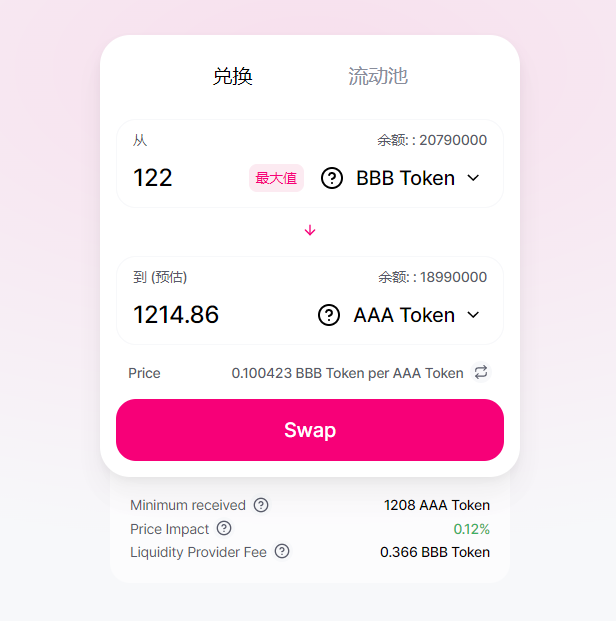 兑换 流动池
从 余额: : 20790000
122 最大值 BBB Token
到 (预估) 余额: : 18990000
1214.86 AAA Token
Price 0.100423 BBB Token per AAA Token
Swap
Minimum received 1208 AAA Token
Price Impact 0.12%
Liquidity Provider Fee 0.366 BBB Token